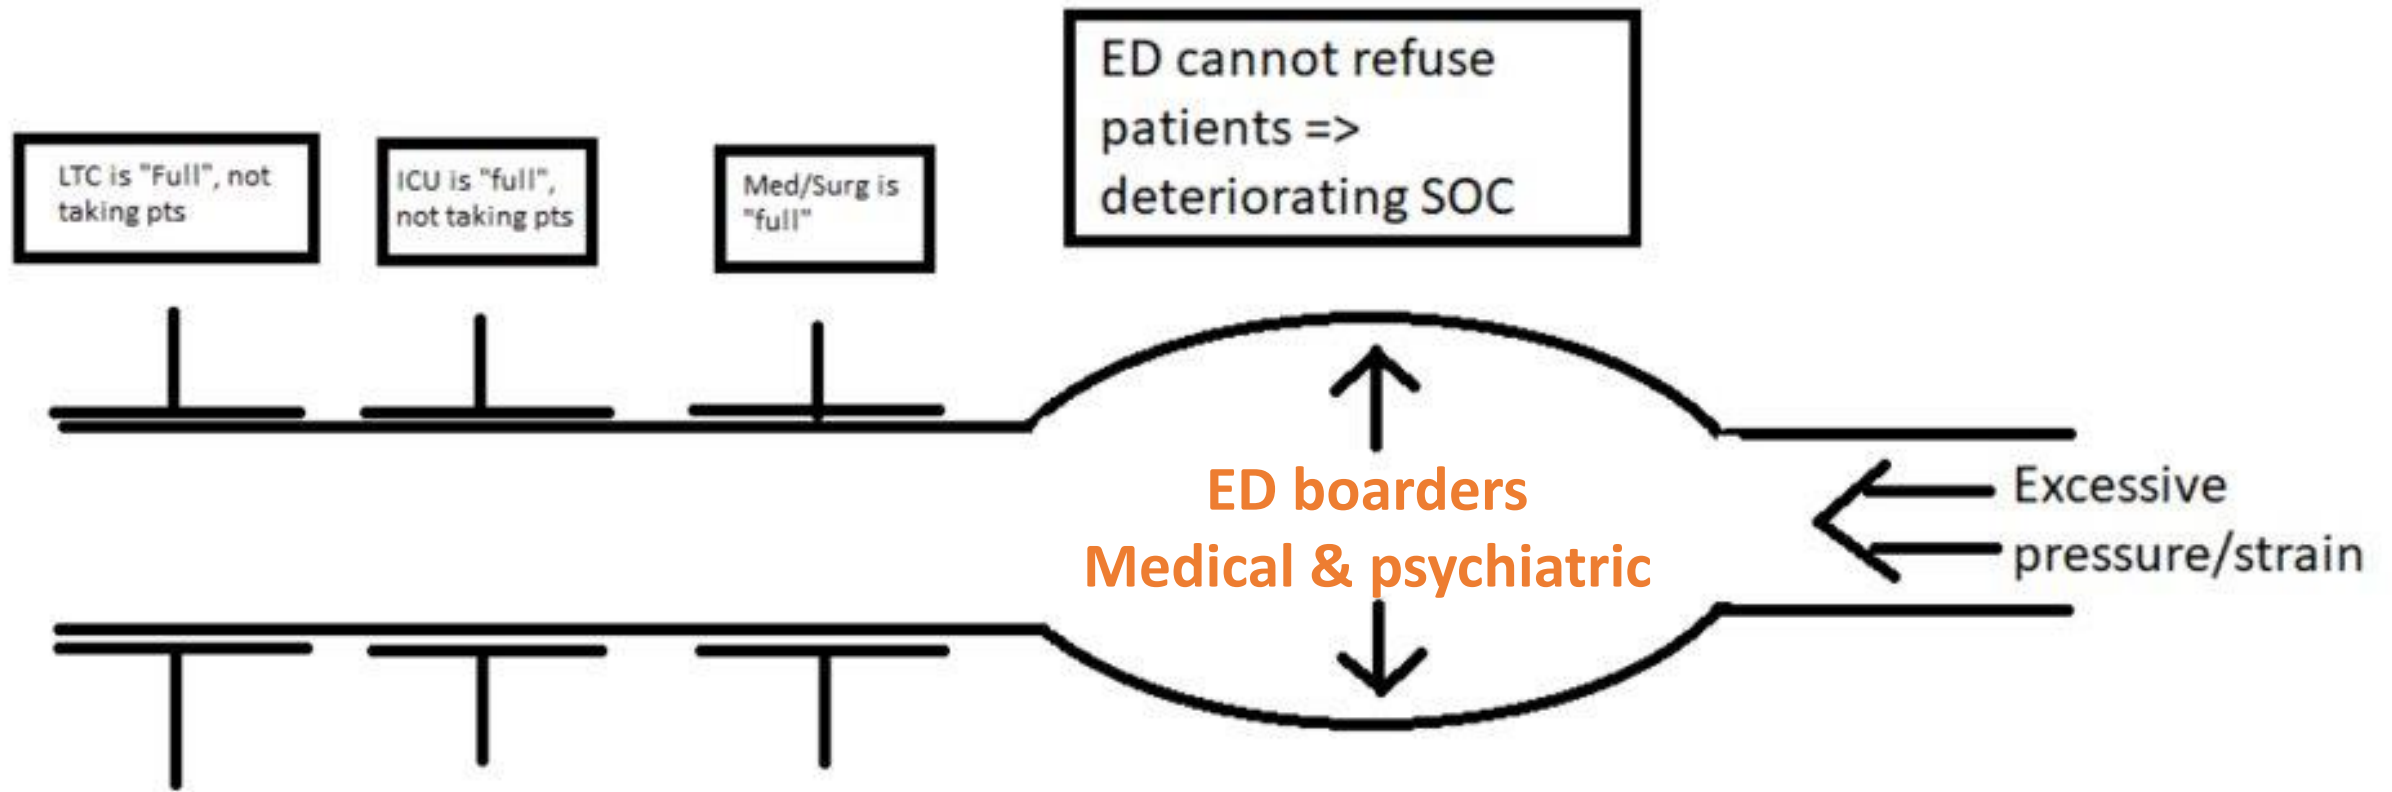 LTC is "Full", not
taking pts
ICU is "full",
not taking pts
Med/Surg is
"full"
ED cannot refuse
patients =>
deteriorating SOC
ED boarders
Medical & psychiatric
Excessive
pressure/strain